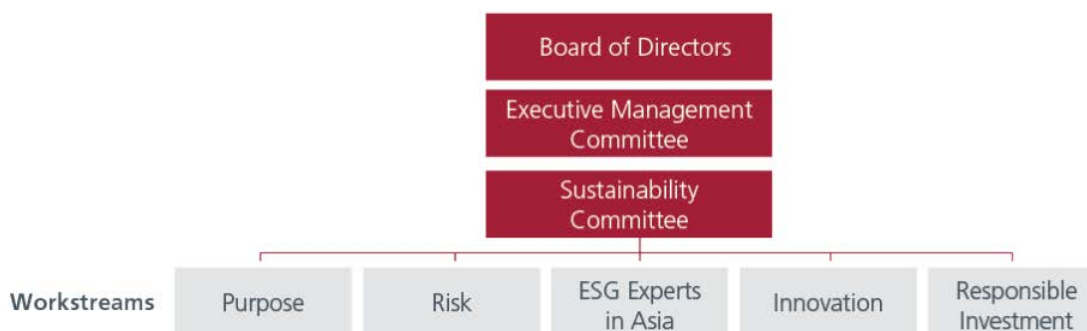 Board of Directors
Executive Management
Committee
Sustainability
Committee
Workstreams
Purpose
Risk
ESG Experts
in Asia
Innovation
Responsible
Investment